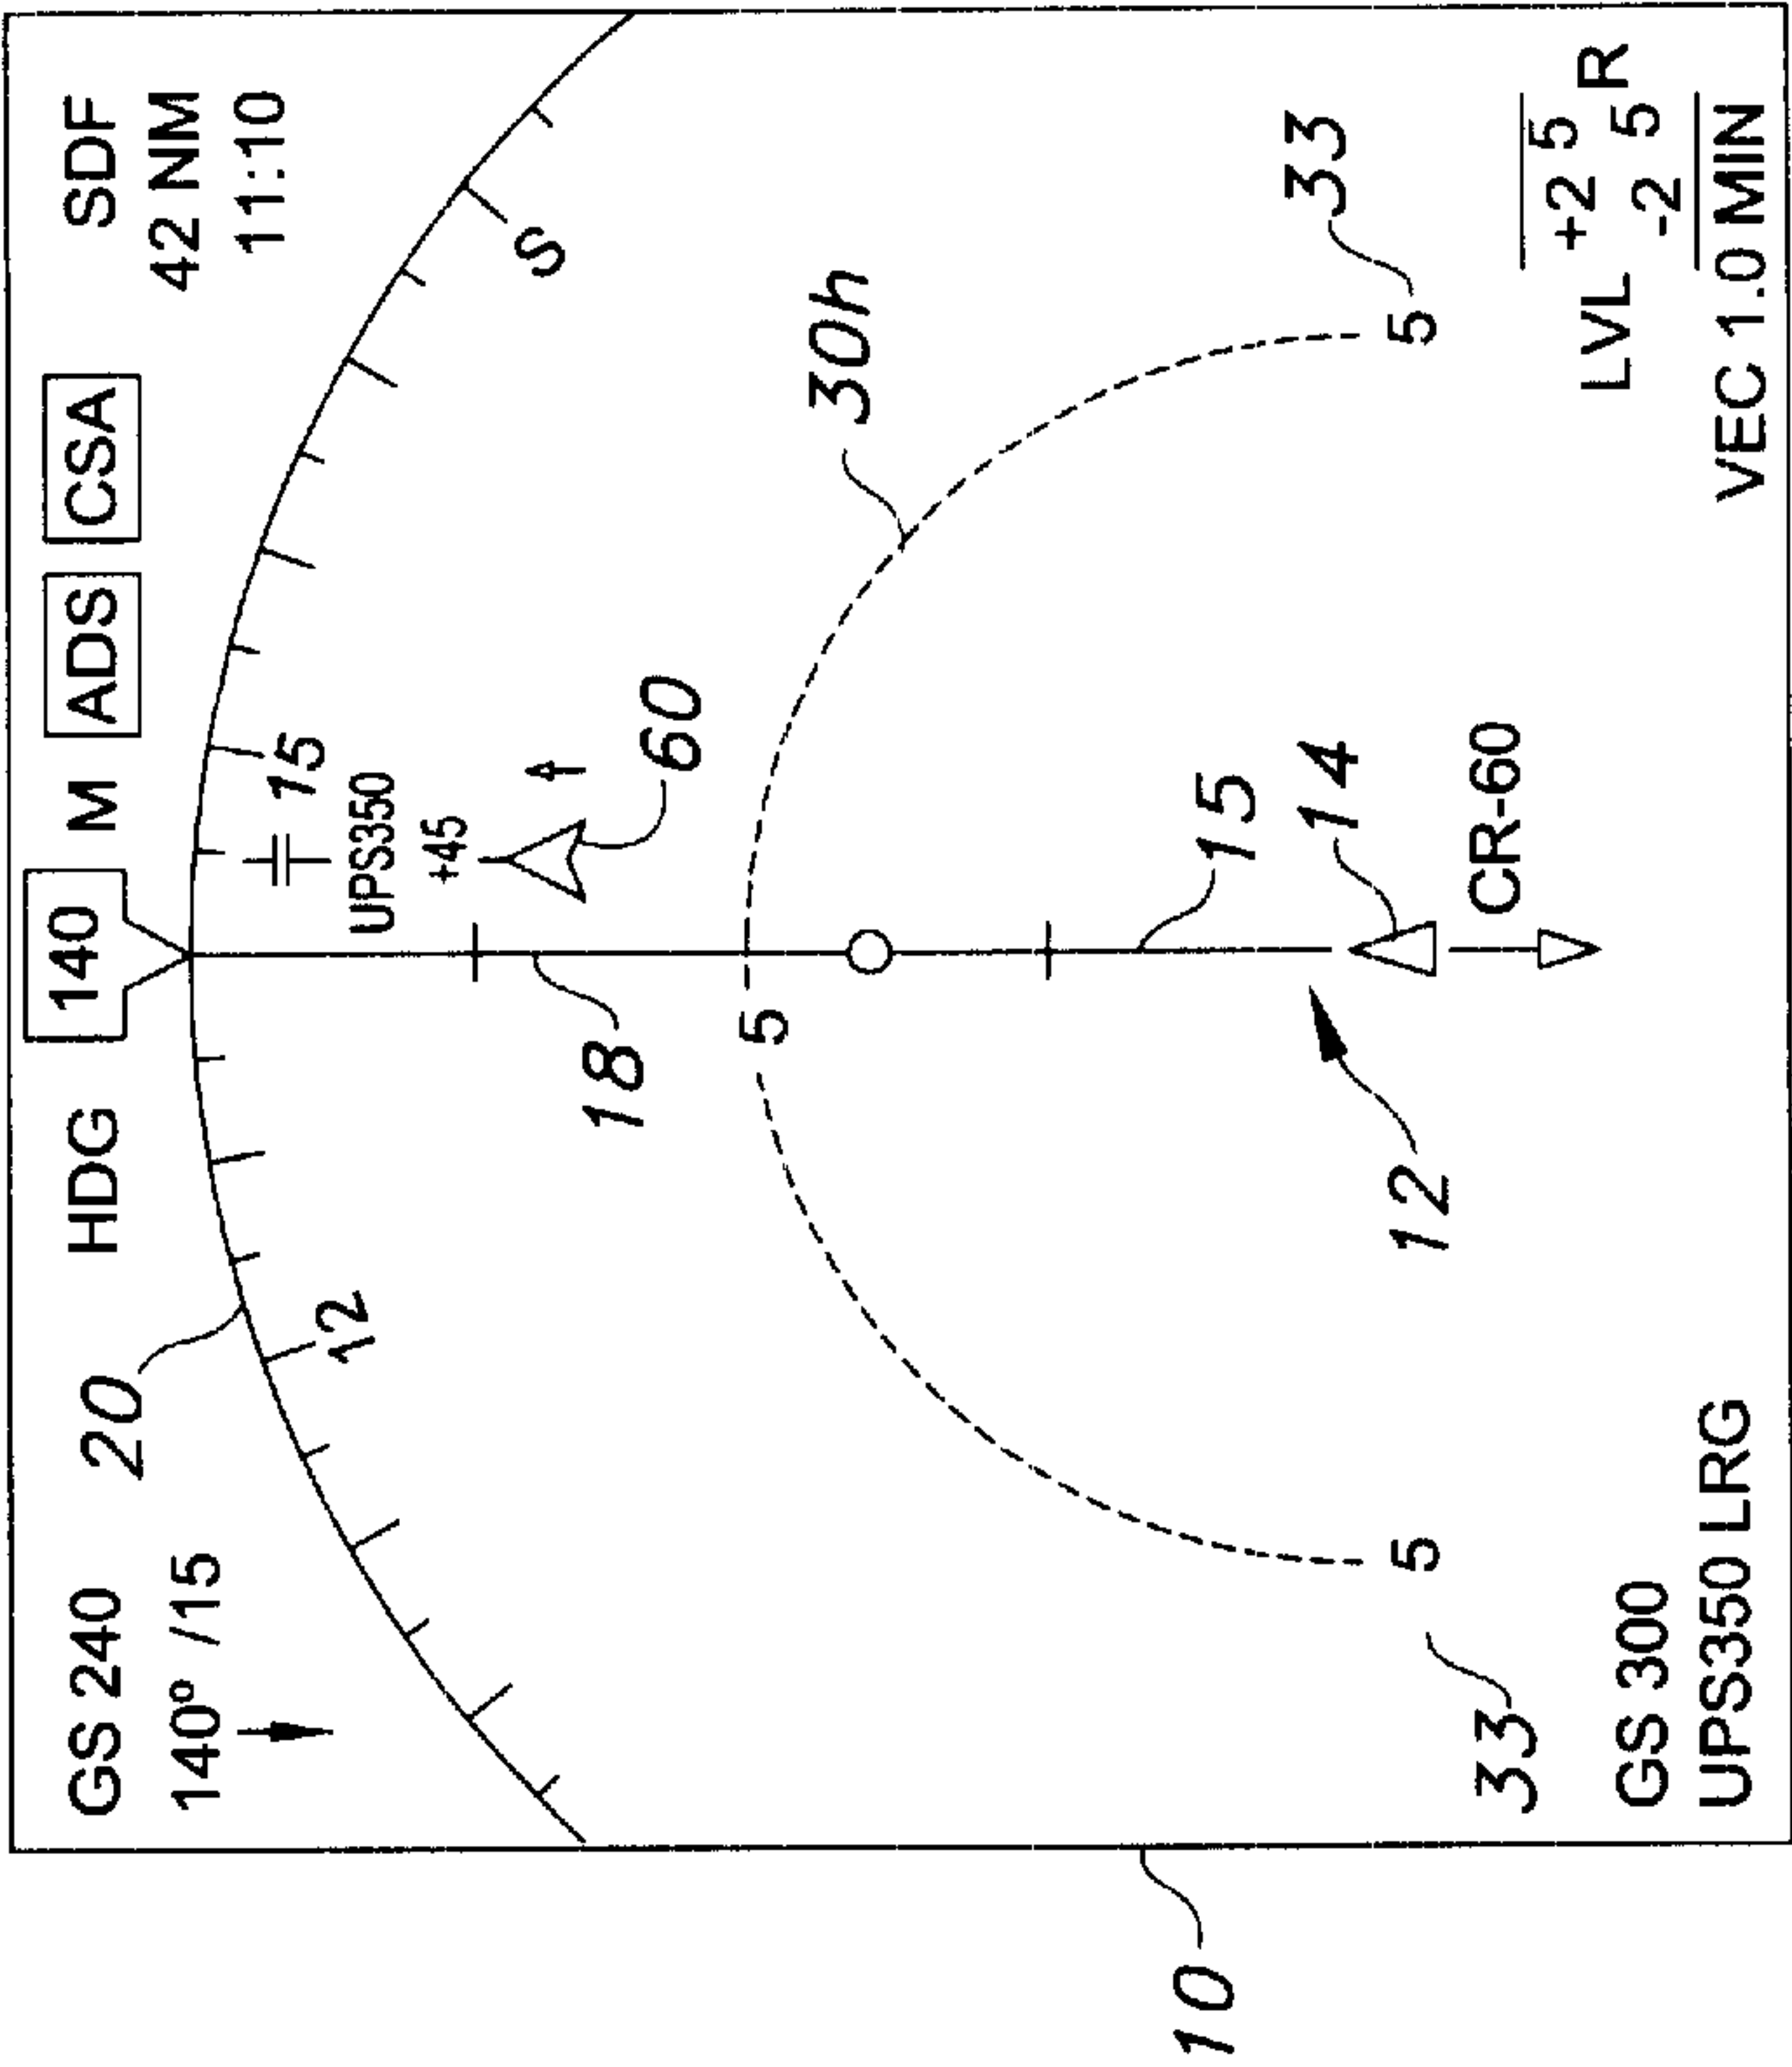 GS 240
HDG 140 M ADS CSA
SDF
140° /15
42 NM
11:10
20
12
15
S
UPS350
+45
4
60
18
30h
5
15
14
12
33
5
5
33
CR-60
LVL +2 5
-2 5 R
GS 300
UPS350 LRG
VEC 1.0 MIN
10